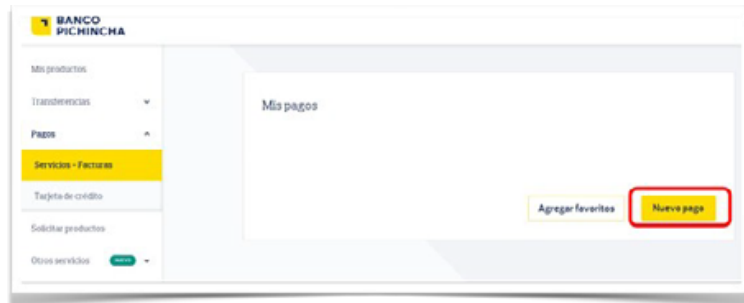 BANCO
PICHINCHA
Mis productos
Transferencias
Pagos
Servicios - Facturas
Tarjeta de crédito
Solicitar productos
Otros servicios
Mis pagos
Agregar favoritos
Nuevo pago